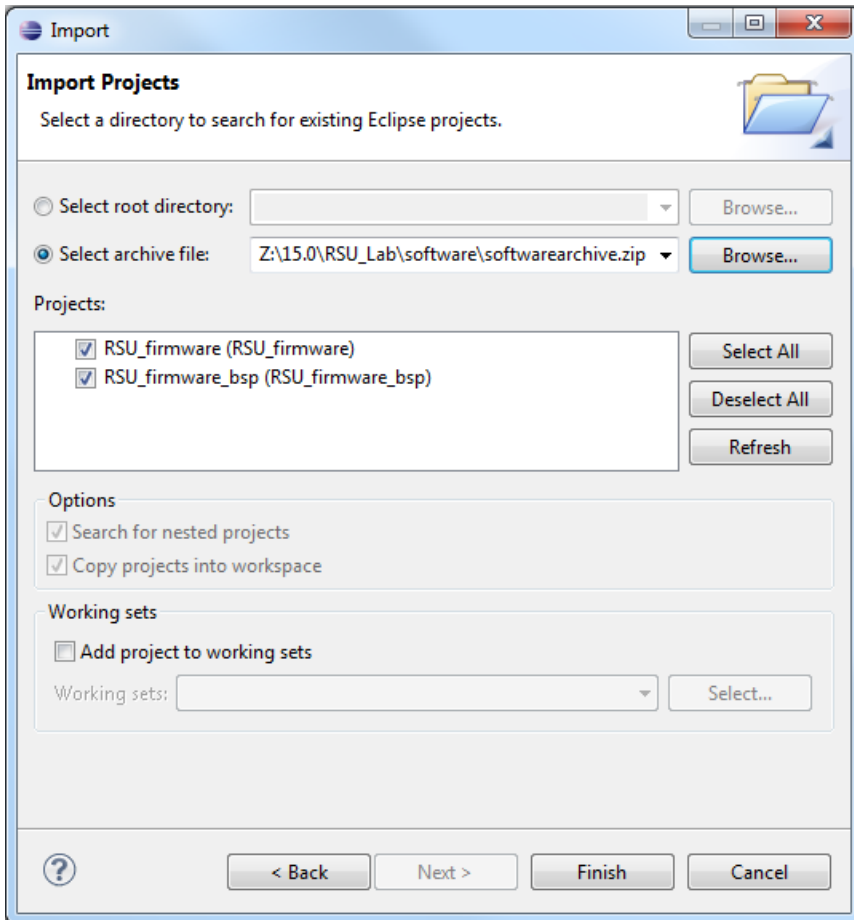 Import
Import Projects
Select a directory to search for existing Eclipse projects.
Select root directory: Browse...
Select archive file: Z:\15.0\RSU_Lab\software\softwarearchive.zip Browse...
Projects:
RSU_firmware (RSU_firmware) Select All
RSU_firmware_bsp (RSU_firmware_bsp)
Deselect All
Refresh
Options
Search for nested projects
Copy projects into workspace
Working sets
Add project to working sets
Working sets: Select...
? < Back Next > Finish Cancel